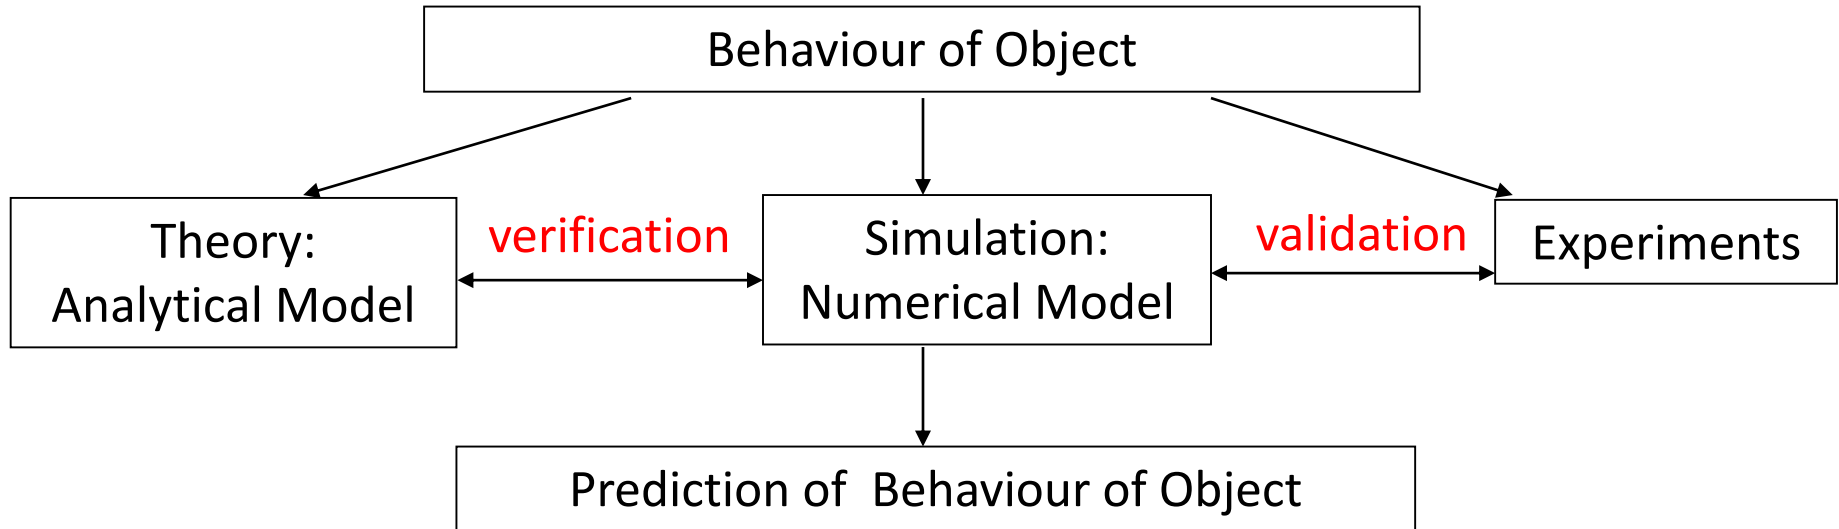 Behaviour of Object
Theory:
Analytical Model
verification
Simulation:
Numerical Model
validation
Experiments
Prediction of  Behaviour of Object